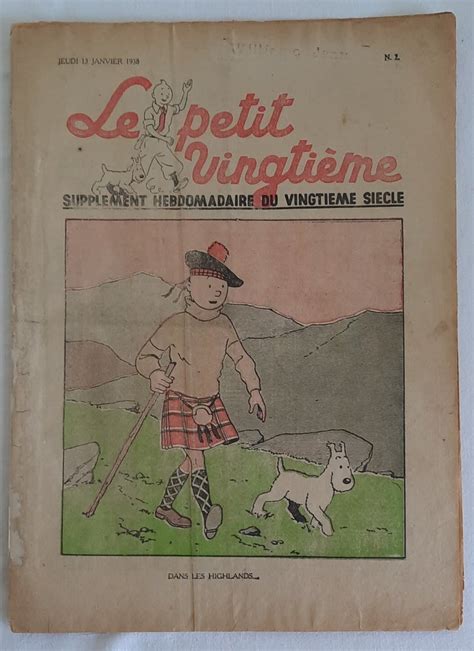 JEUDI 13 JANVIER 1938
N. 2.
Le petit
vingtième
SUPPLEMENT HEBDOMADAIRE DU VINGTIEME SIECLE
DANS LES HIGHLANDS...